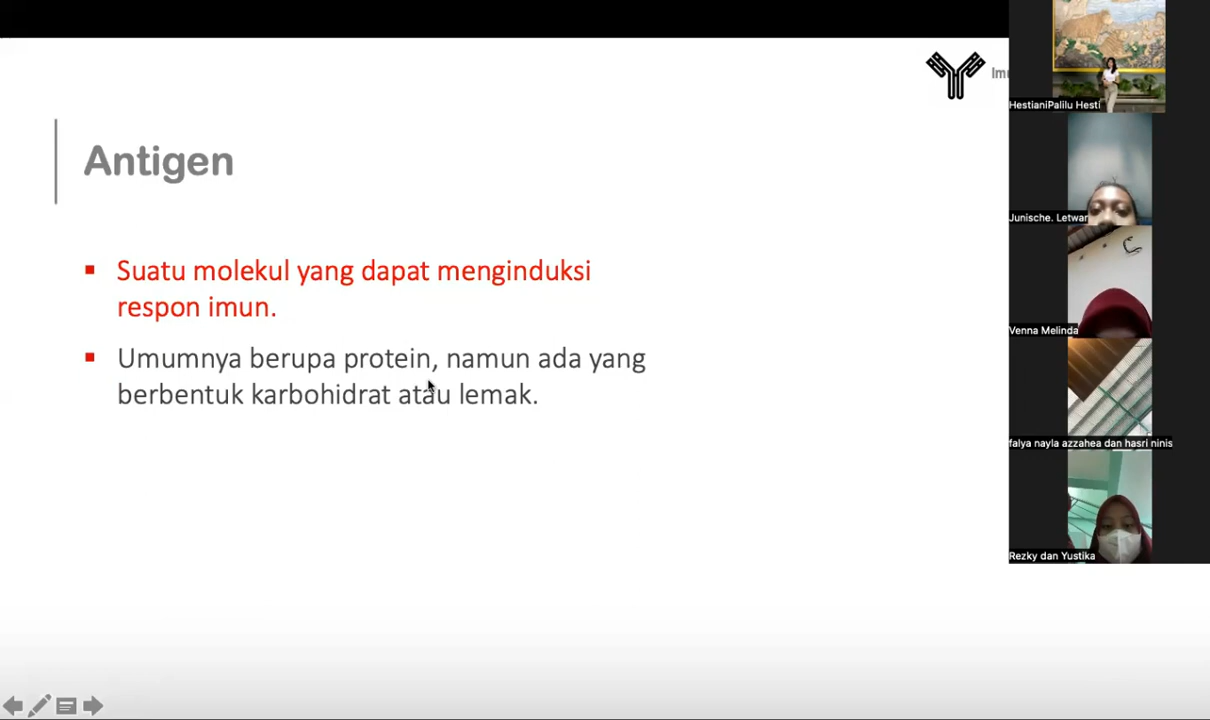 Antigen
Suatu molekul yang dapat menginduksi
respon imun.
Umumnya berupa protein, namun ada yang
berbentuk karbohidrat atau lemak.
HestianiPalilu Hesti
Junische. Letwar
Venna Melinda
falya nayla azzahea dan hasri ninis
Rezky dan Yustika